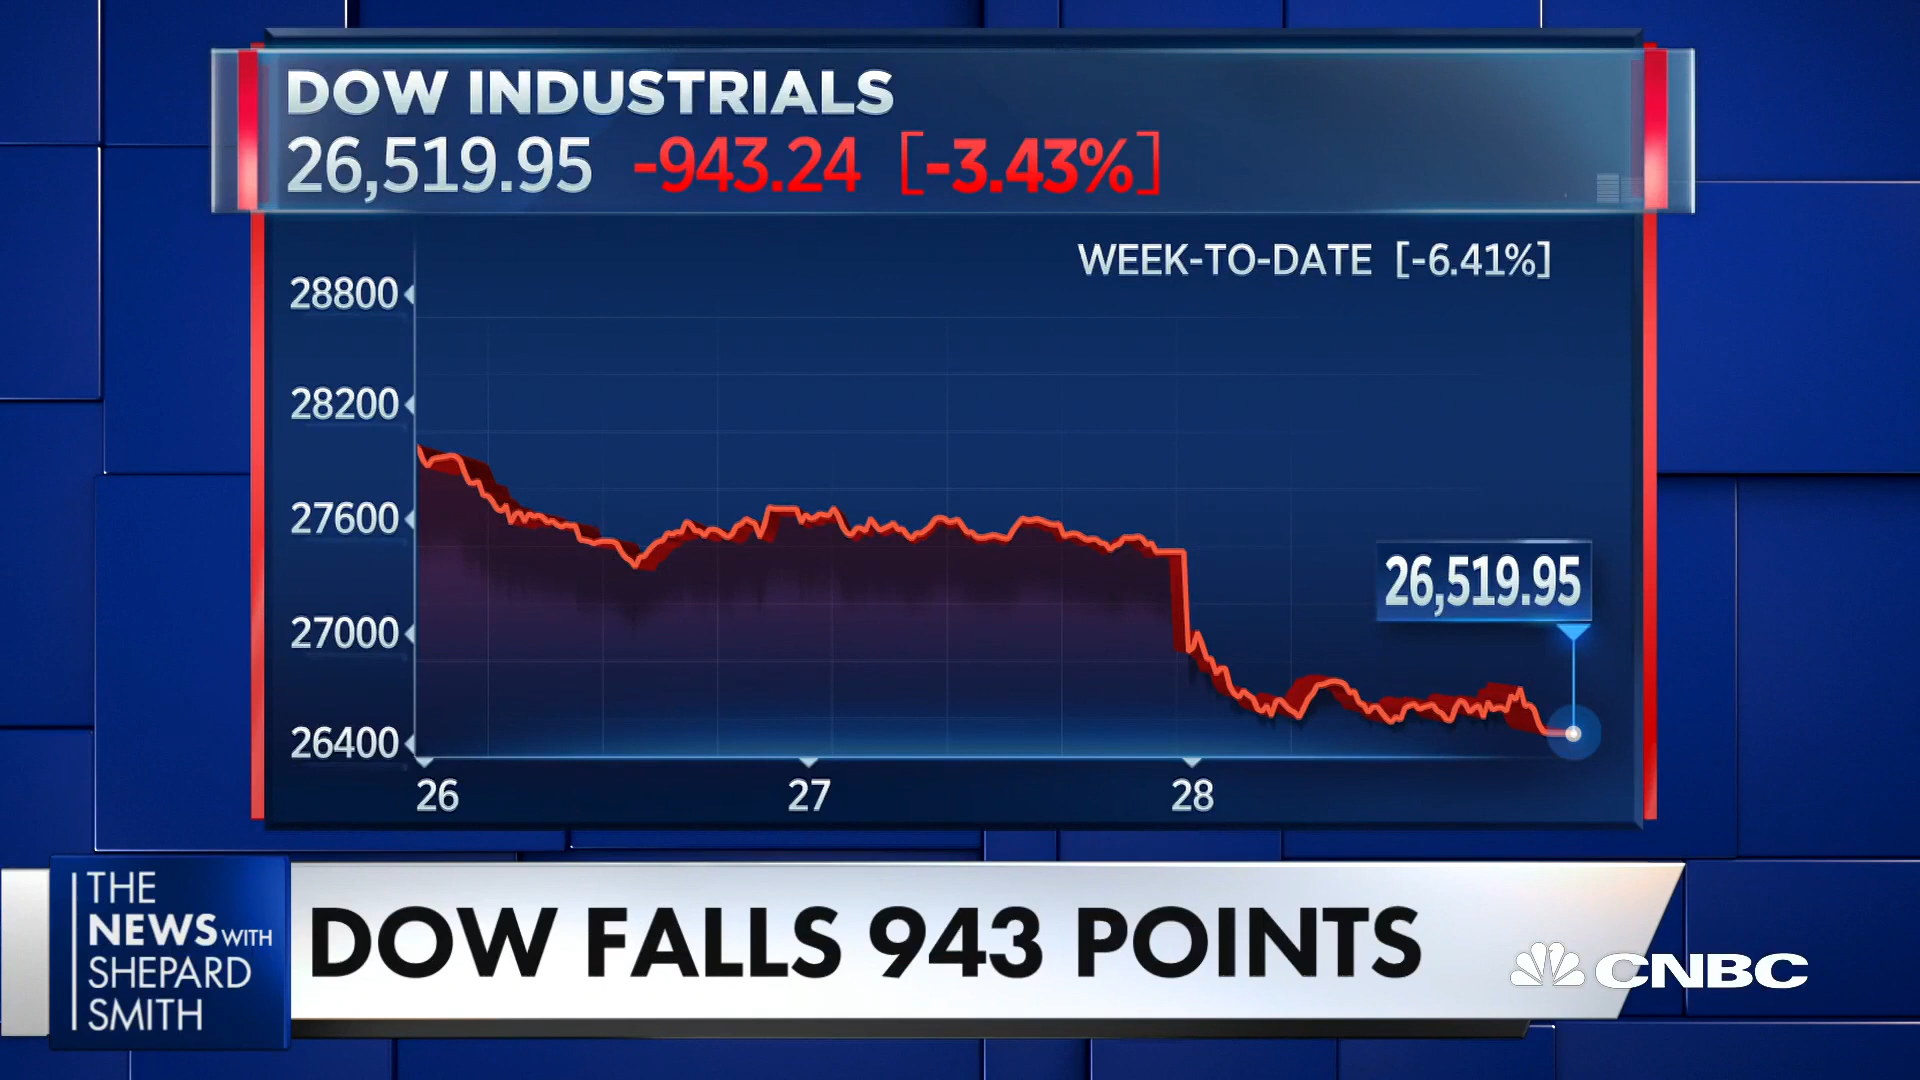 DOW INDUSTRIALS
26,519.95 -943.24 [-3.43%]
WEEK-TO-DATE [-6.41%]
28800
28200
27600
27000
26400
26,519.95
26 27 28
THE
NEWS WITH
SHEPARD
SMITH
DOW FALLS 943 POINTS
CNBC